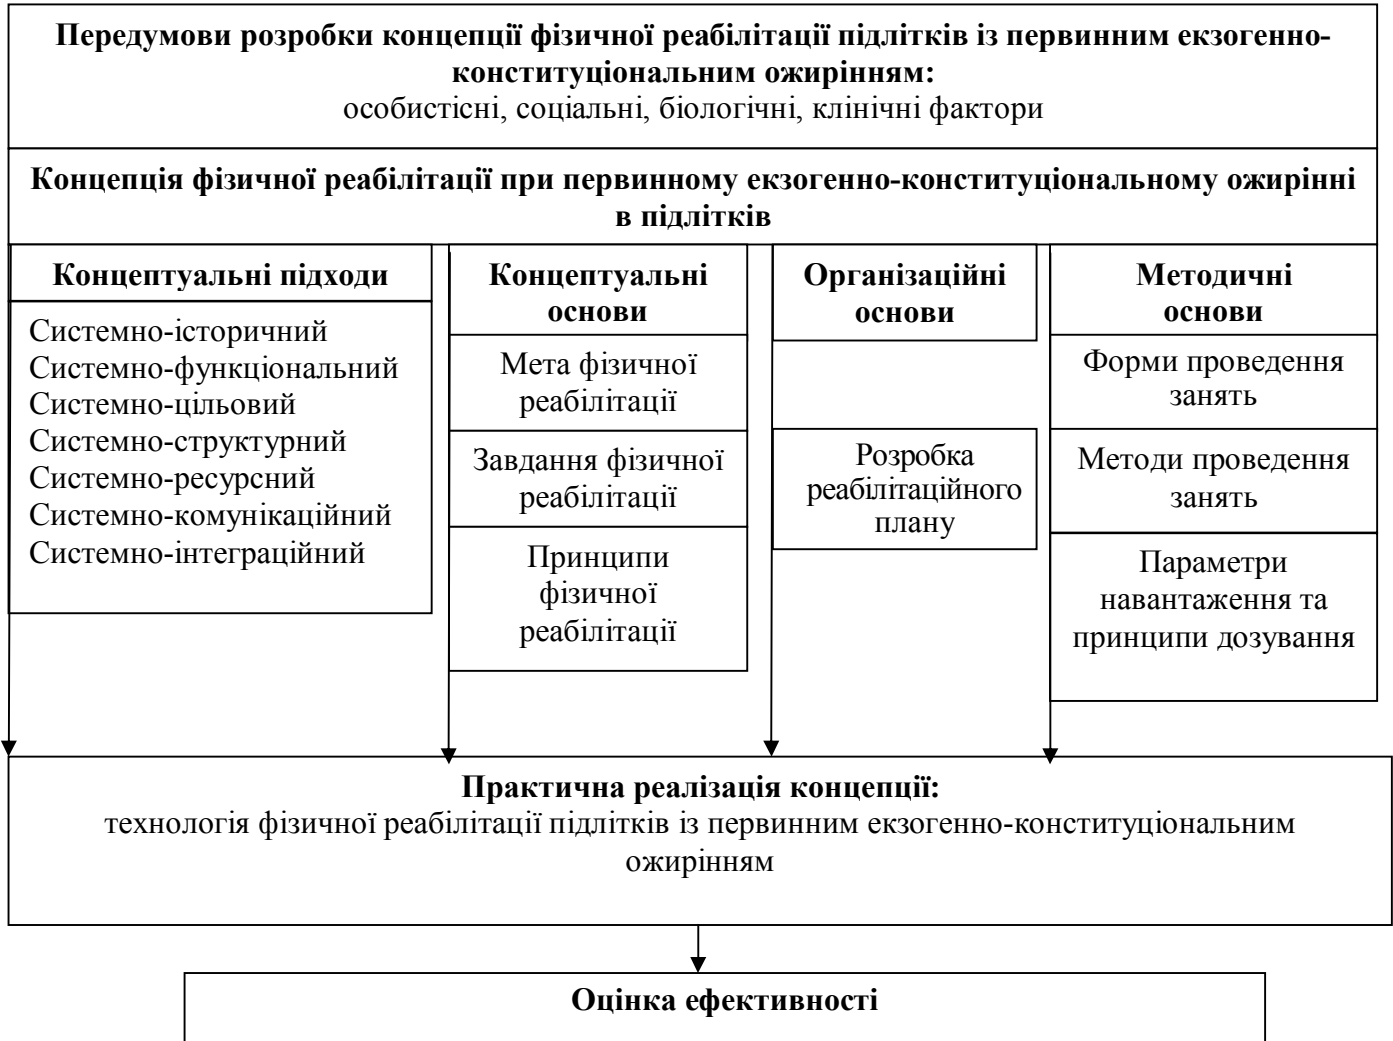 Передумови розробки концепції фізичної реабілітації підлітків із первинним екзогенно-
конституціональним ожирінням:
особистісні, соціальні, біологічні, клінічні фактори
Концепція фізичної реабілітації при первинному екзогенно-конституціональному ожирінні
в підлітків
Концептуальні підходи
Системно-історичний
Системно-функціональний
Системно-цільовий
Системно-структурний
Системно-ресурсний
Системно-комунікаційний
Системно-інтеграційний
Концептуальні
основи
Мета фізичної
реабілітації
Завдання фізичної
реабілітації
Принципи
фізичної
реабілітації
Організаційні
основи
Розробка
реабілітаційного
плану
Методичні
основи
Форми проведення
занять
Методи проведення
занять
Параметри
навантаження та
принципи дозування
Практична реалізація концепції:
технологія фізичної реабілітації підлітків із первинним екзогенно-конституціональним
ожирінням
Оцінка ефективності